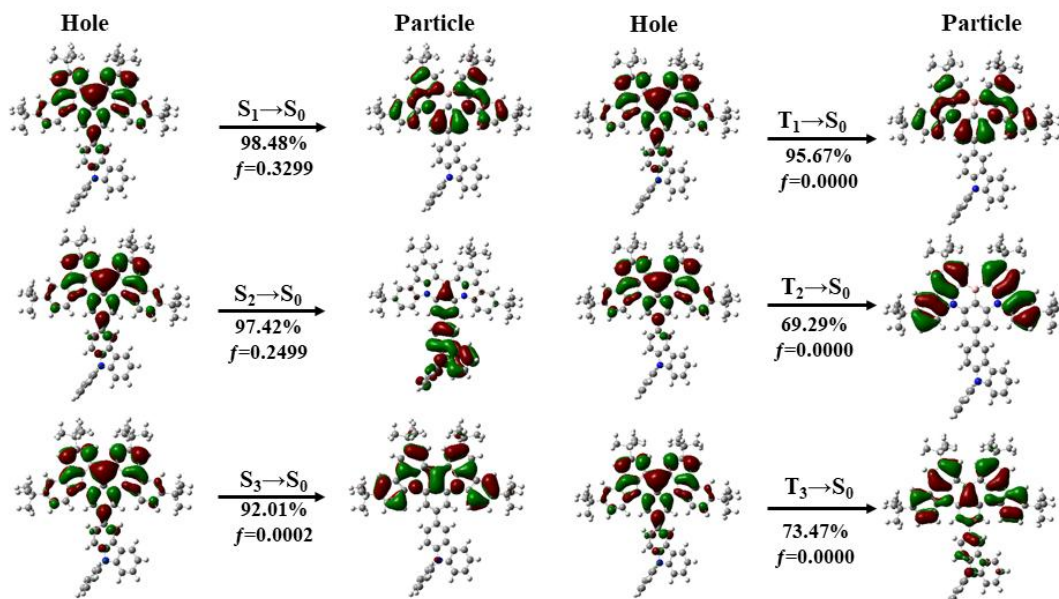 Hole Particle Hole Particle
S₁→S₀ T₁→S₀
98.48% 95.67%
f=0.3299 f=0.0000
S₂→S₀ T₂→S₀
97.42% 69.29%
f=0.2499 f=0.0000
S₃→S₀ T₃→S₀
92.01% 73.47%
f=0.0002 f=0.0000